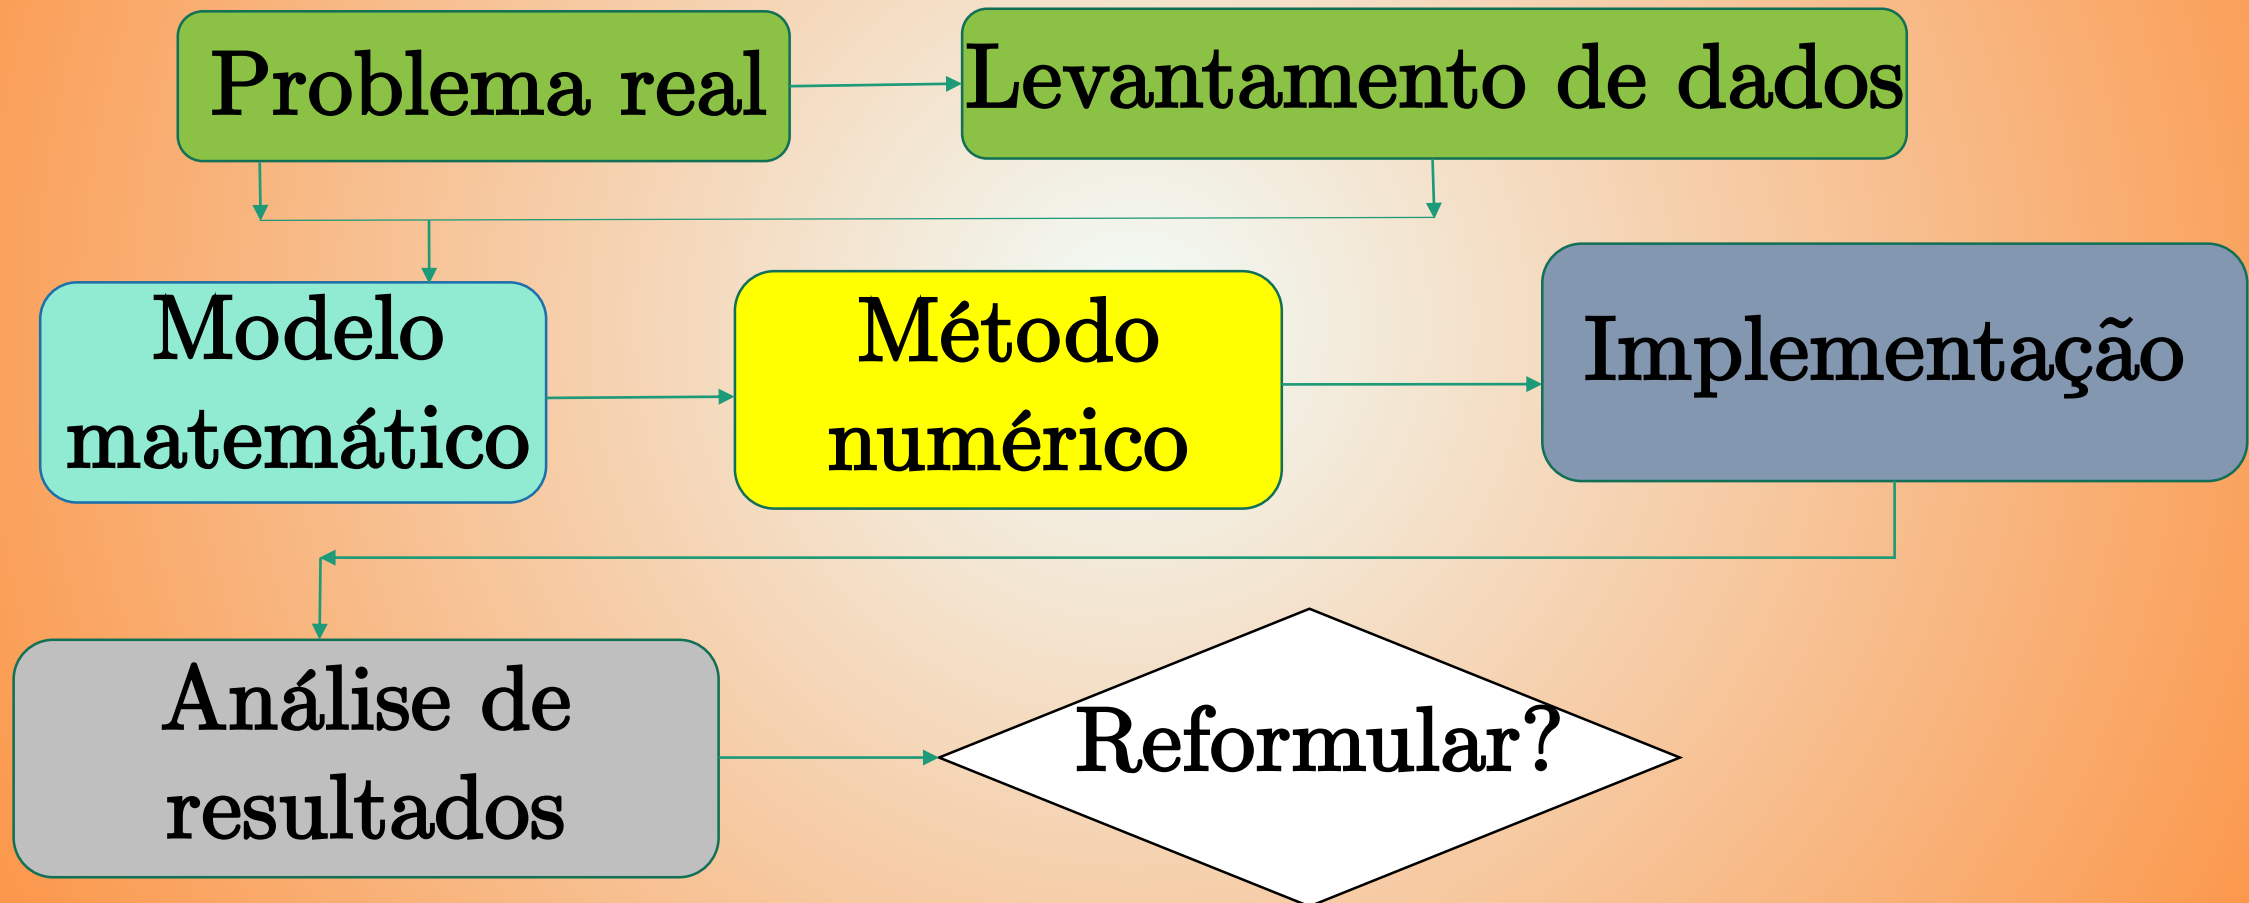 Problema real
Levantamento de dados
Modelo
matemático
Método
numérico
Implementação
Análise de
resultados
Reformular?